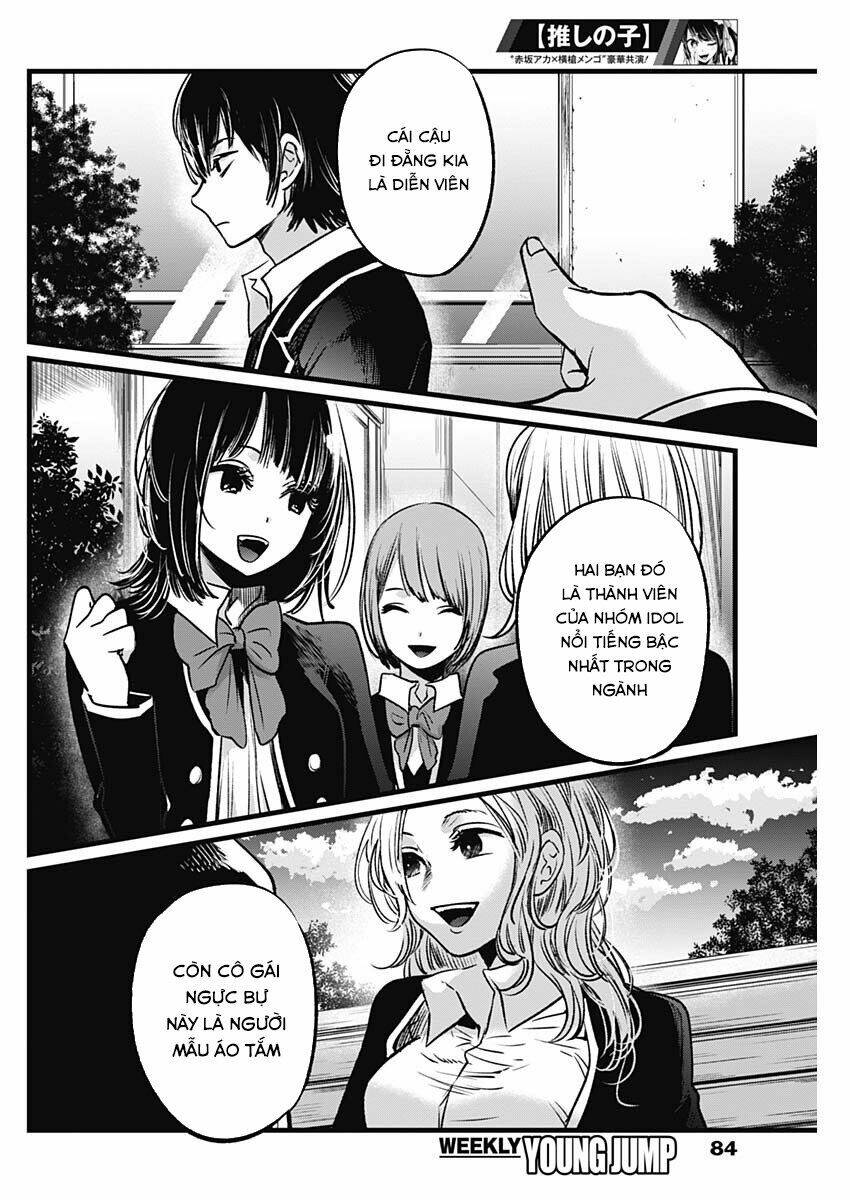 【推しの子】
"赤坂アカ×横槍メンゴ"豪華共演!
CÁI CẬU
ĐI ĐẰNG KIA
LÀ DIỄN VIÊN
HAI BẠN ĐÓ
LÀ THÀNH VIÊN
CỦA NHÓM IDOL
NỔI TIẾNG BẬC
NHẤT TRONG
NGÀNH
CÒN CÔ GÁI
NGỰC BỰ
NÀY LÀ NGƯỜI
MẪU ÁO TẮM
WEEKLY YOUNG JUMP 84